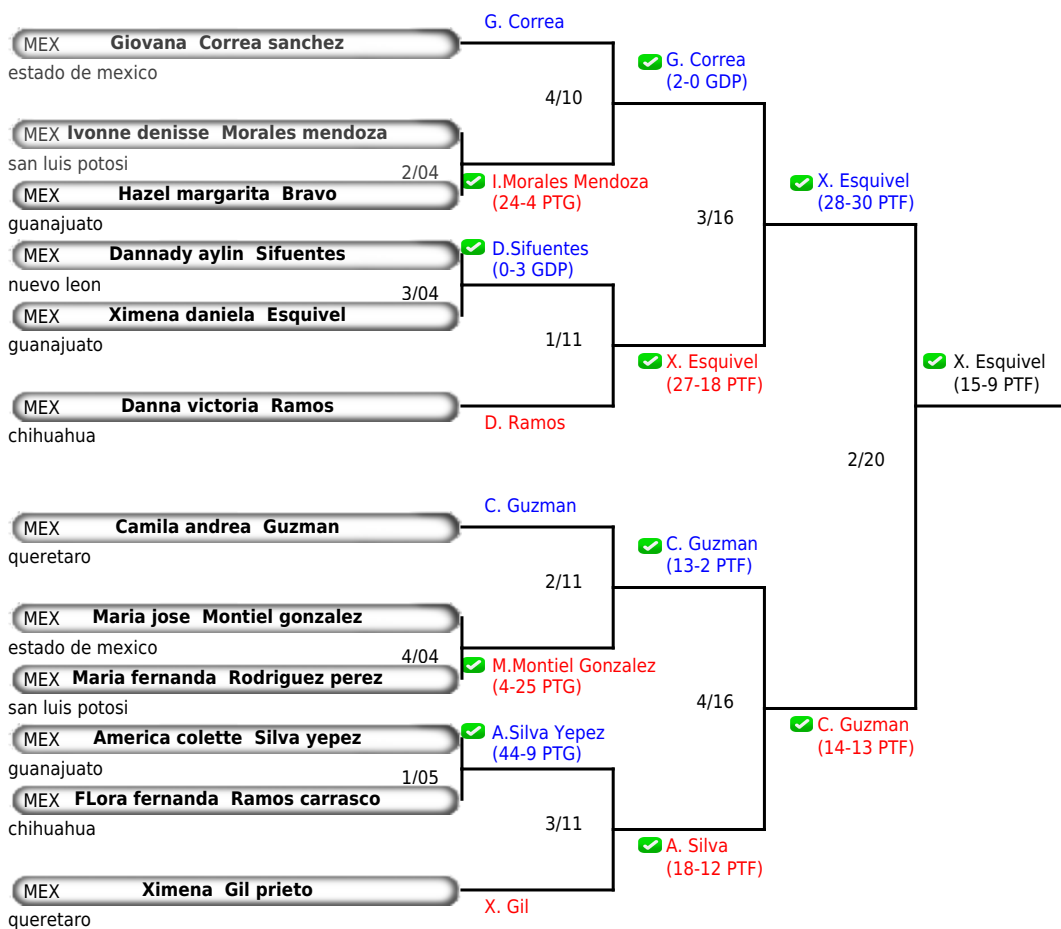 G. Correa
MEX Giovana Correa sanchez
estado de mexico
G. Correa
(2-0 GDP)
4/10
MEX Ivonne denisse Morales mendoza
san luis potosi
2/04
I.Morales Mendoza
(24-4 PTG)
MEX Hazel margarita Bravo
guanajuato
X. Esquivel
(28-30 PTF)
3/16
MEX Dannady aylin Sifuentes
nuevo leon
D.Sifuentes
(0-3 GDP)
3/04
MEX Ximena daniela Esquivel
guanajuato
1/11
X. Esquivel
(27-18 PTF)
X. Esquivel
(15-9 PTF)
MEX Danna victoria Ramos
chihuahua
D. Ramos
2/20
C. Guzman
MEX Camila andrea Guzman
queretaro
C. Guzman
(13-2 PTF)
2/11
MEX Maria jose Montiel gonzalez
estado de mexico
4/04
M.Montiel Gonzalez
(4-25 PTG)
MEX Maria fernanda Rodriguez perez
san luis potosi
4/16
C. Guzman
(14-13 PTF)
MEX America colette Silva yepez
guanajuato
A.Silva Yepez
(44-9 PTG)
1/05
MEX FLora fernanda Ramos carrasco
chihuahua
3/11
A. Silva
(18-12 PTF)
MEX Ximena Gil prieto
queretaro
X. Gil